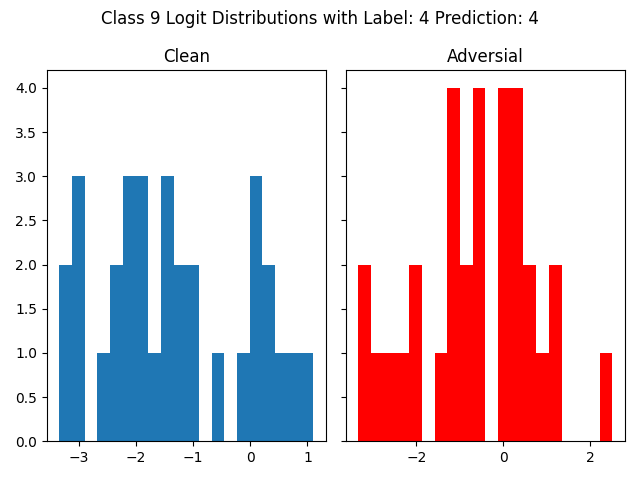 Class 9 Logit Distributions with Label: 4 Prediction: 4
Clean
Adversial
4.0
3.5
3.0
2.5
2.0
1.5
1.0
0.5
0.0
−3 −2 −1 0 1
−2 0 2